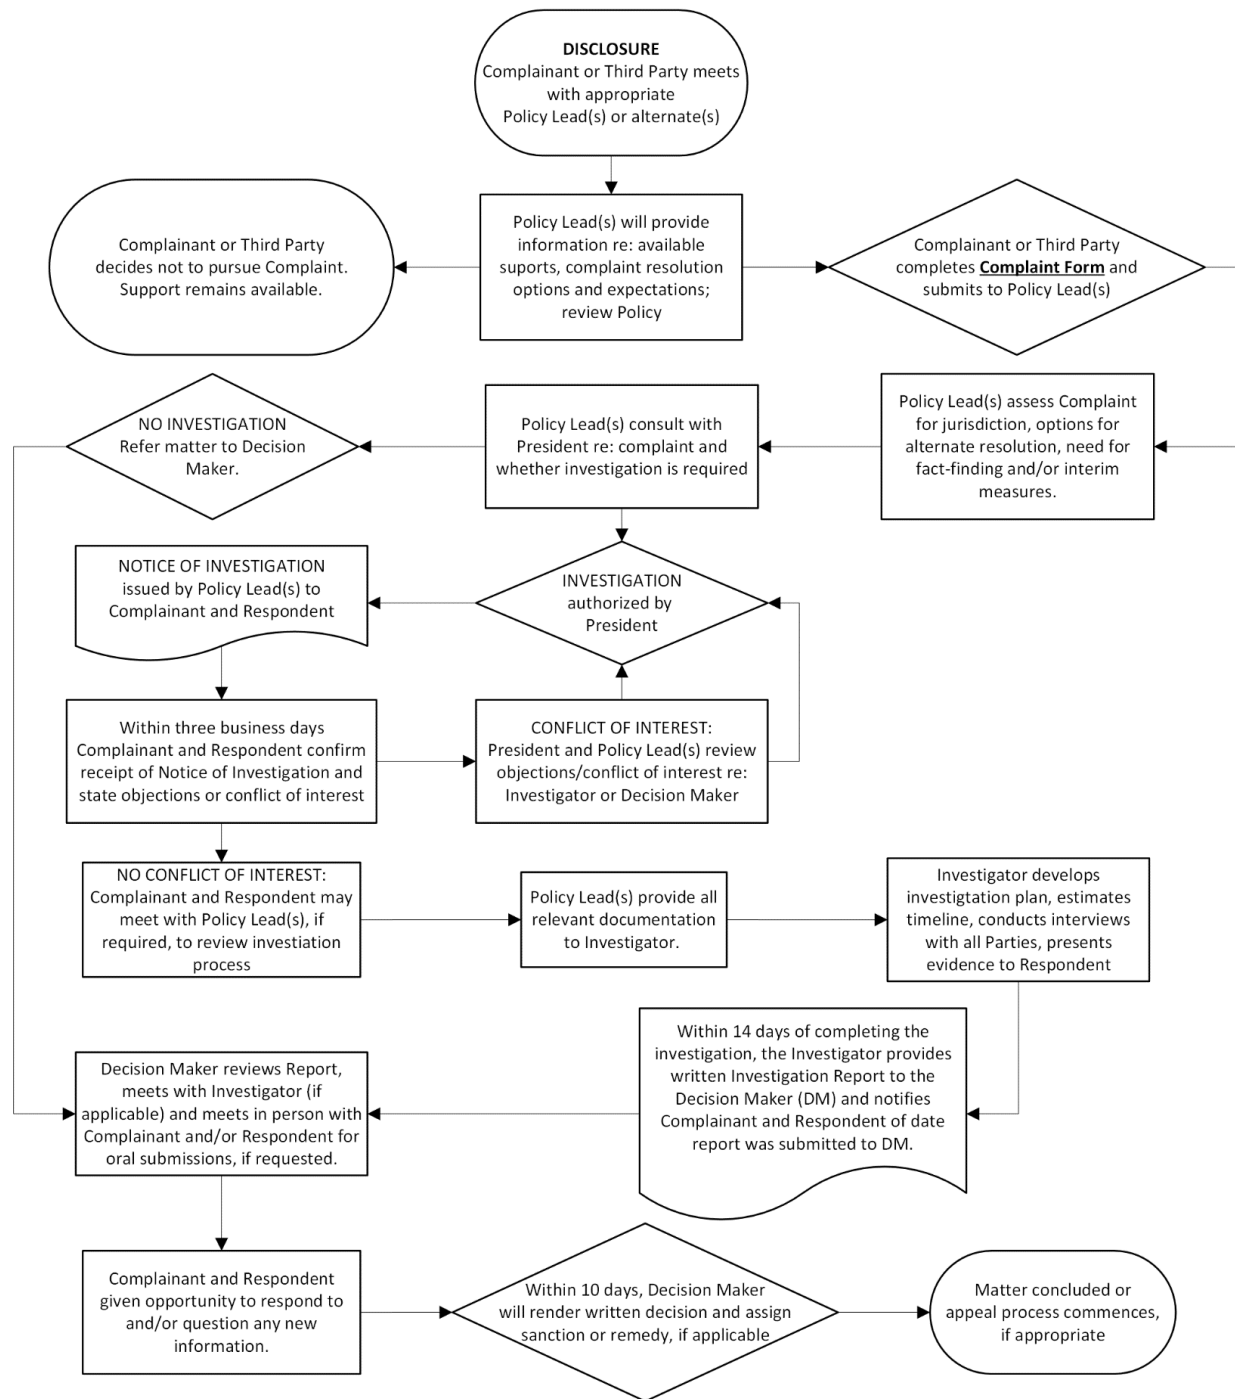 DISCLOSURE
Complainant or Third Party meets
with appropriate
Policy Lead(s) or alternate(s)
Complainant or Third Party
decides not to pursue Complaint.
Support remains available.
Policy Lead(s) will provide
information re: available
suports, complaint resolution
options and expectations;
review Policy
Complainant or Third Party
completes Complaint Form and
submits to Policy Lead(s)
NO INVESTIGATION
Refer matter to Decision
Maker.
Policy Lead(s) consult with
President re: complaint and
whether investigation is required
Policy Lead(s) assess Complaint
for jurisdiction, options for
alternate resolution, need for
fact-finding and/or interim
measures.
NOTICE OF INVESTIGATION
issued by Policy Lead(s) to
Complainant and Respondent
INVESTIGATION
authorized by
President
Within three business days
Complainant and Respondent confirm
receipt of Notice of Investigation and
state objections or conflict of interest
CONFLICT OF INTEREST:
President and Policy Lead(s) review
objections/conflict of interest re:
Investigator or Decision Maker
NO CONFLICT OF INTEREST:
Complainant and Respondent may
meet with Policy Lead(s), if
required, to review investiation
process
Policy Lead(s) provide all
relevant documentation
to Investigator.
Investigator develops
investigtation plan, estimates
timeline, conducts interviews
with all Parties, presents
evidence to Respondent
Decision Maker reviews Report,
meets with Investigator (if
applicable) and meets in person with
Complainant and/or Respondent for
oral submissions, if requested.
Within 14 days of completing the
investigation, the Investigator provides
written Investigation Report to the
Decision Maker (DM) and notifies
Complainant and Respondent of date
report was submitted to DM.
Complainant and Respondent
given opportunity to respond to
and/or question any new
information.
Within 10 days, Decision Maker
will render written decision and assign
sanction or remedy, if applicable
Matter concluded or
appeal process commences,
if appropriate